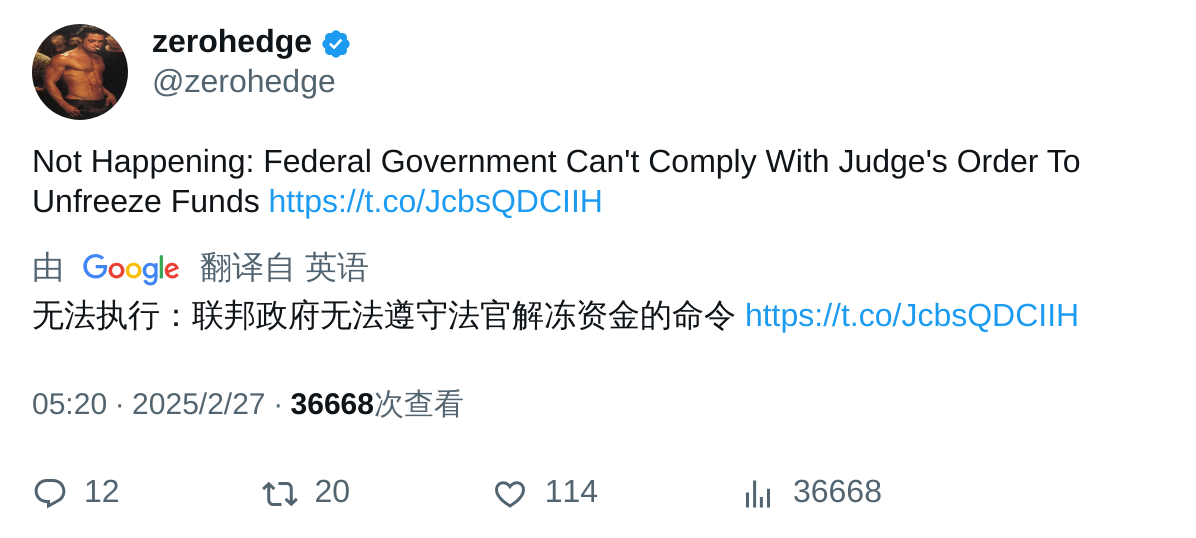 zerohedge
@zerohedge
Not Happening: Federal Government Can't Comply With Judge's Order To
Unfreeze Funds https://t.co/JcbsQDCIIH
由 Google 翻译自 英语
无法执行：联邦政府无法遵守法官解冻资金的命令 https://t.co/JcbsQDCIIH
05:20 · 2025/2/27 · 36668次查看
12 20 114 36668